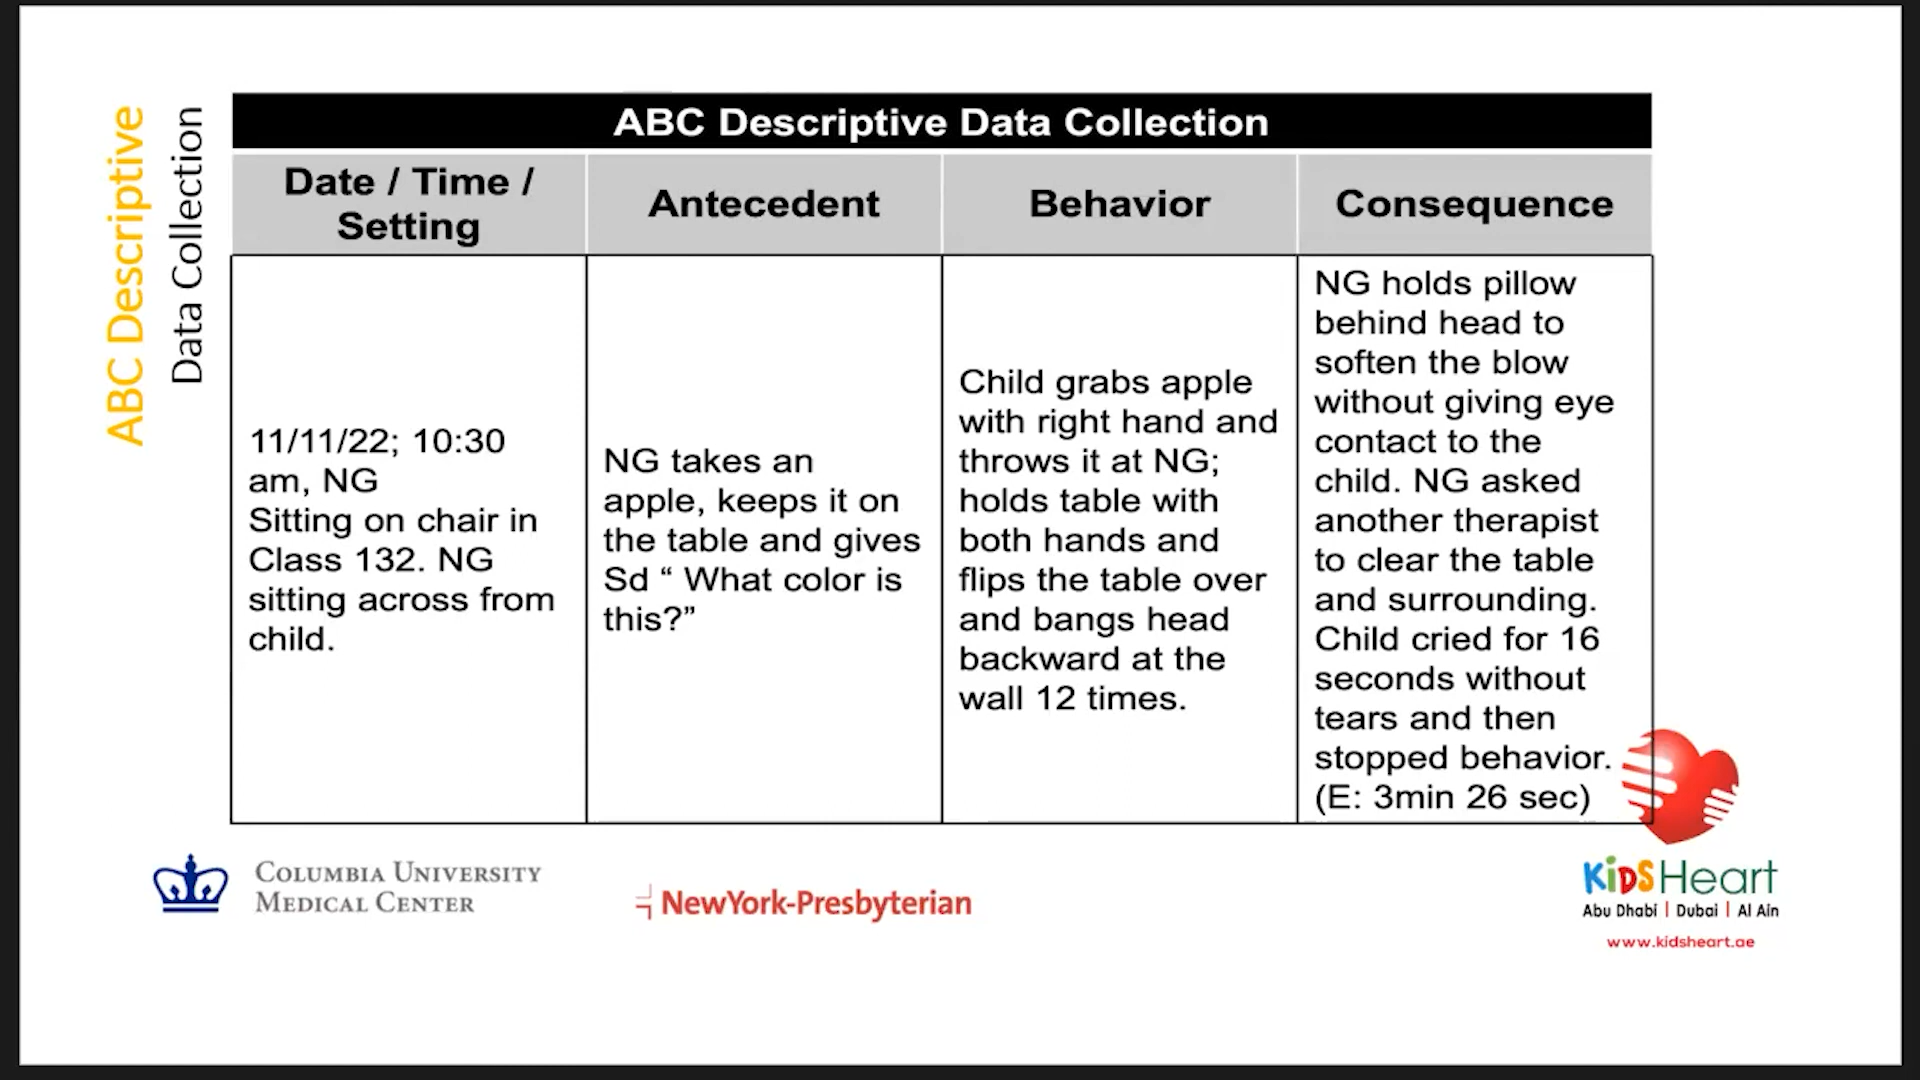 ABC Descriptive
Data Collection
ABC Descriptive Data Collection
Date / Time /
Setting
Antecedent
Behavior
Consequence
11/11/22; 10:30
am, NG
Sitting on chair in
Class 132. NG
sitting across from
child.
NG takes an
apple, keeps it on
the table and gives
Sd “ What color is
this?”
Child grabs apple
with right hand and
throws it at NG;
holds table with
both hands and
flips the table over
and bangs head
backward at the
wall 12 times.
NG holds pillow
behind head to
soften the blow
without giving eye
contact to the
child. NG asked
another therapist
to clear the table
and surrounding.
Child cried for 16
seconds without
tears and then
stopped behavior.
(E: 3min 26 sec)
COLUMBIA UNIVERSITY
MEDICAL CENTER
NewYork-Presbyterian
KidSHeart
Abu Dhabi | Dubai | Al Ain
www.kidsheart.ae